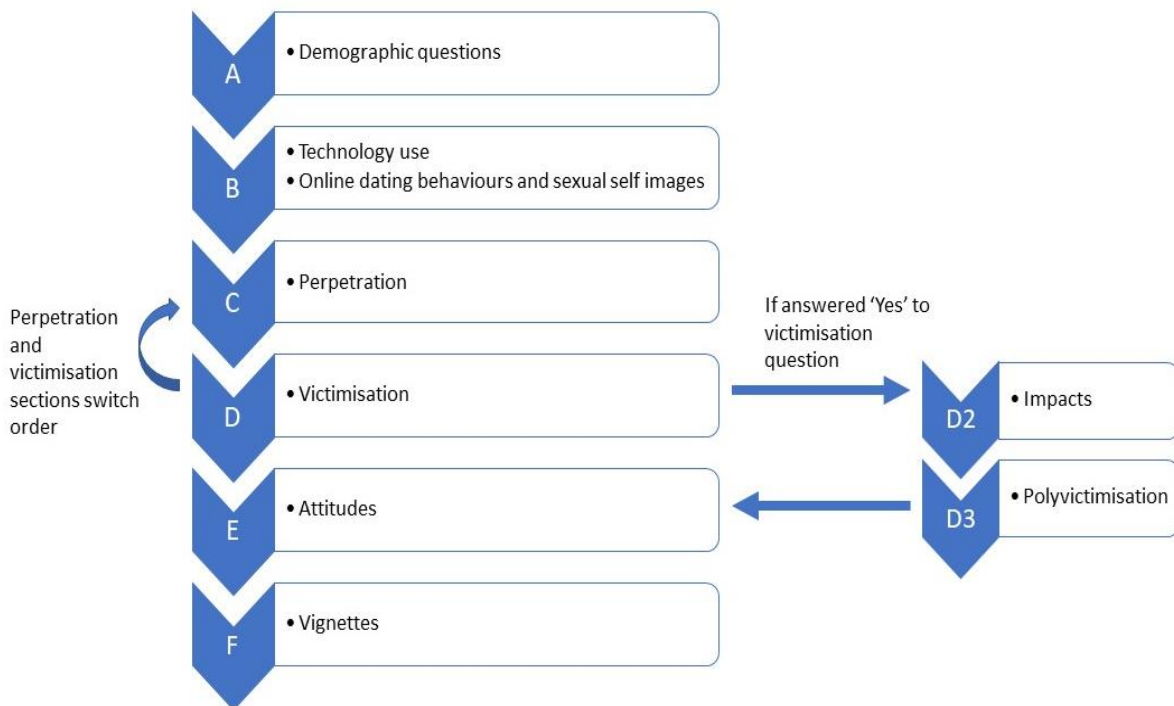 A
• Demographic questions
B
• Technology use
• Online dating behaviours and sexual self images
C
• Perpetration
Perpetration
and
victimisation
sections switch
order
D
• Victimisation
If answered ‘Yes’ to
victimisation
question
D2
• Impacts
D3
• Polyvictimisation
E
• Attitudes
F
• Vignettes